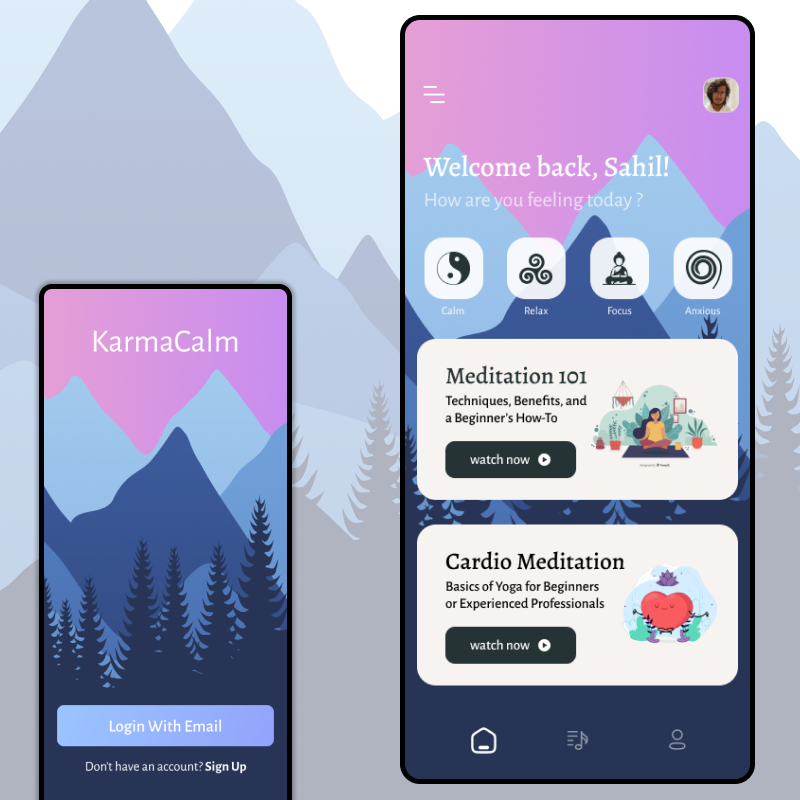 KarmaCalm
Login With Email
Don't have an account? Sign Up
Welcome back, Sahil!
How are you feeling today ?
Calm Relax Focus Anxious
Meditation 101
Techniques, Benefits, and
a Beginner's How-To
watch now
Cardio Meditation
Basics of Yoga for Beginners
or Experienced Professionals
watch now